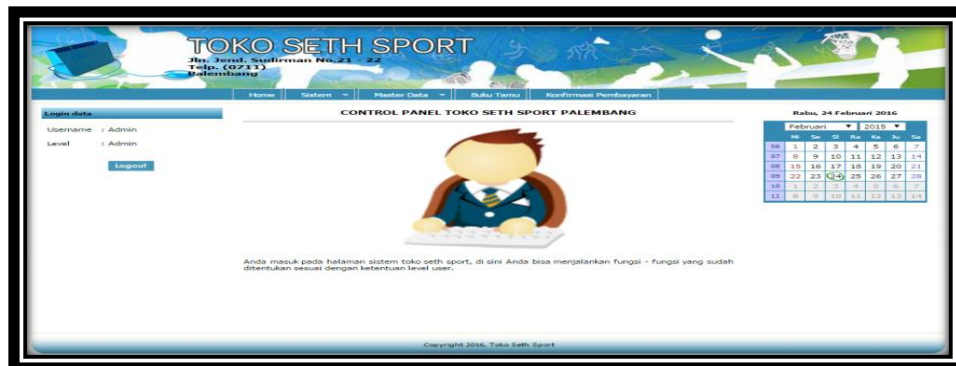 TOKO SETH SPORT
Jln. Jend. Sudirman No.21 - 22
Telp. (0711)
Palembang
Home Sistem Master Data Buku Tamu Konfirmasi Pembayaran
Login data
Username : Admin
Level : Admin
Logout
CONTROL PANEL TOKO SETH SPORT PALEMBANG
Anda masuk pada halaman sistem toko seth sport, di sini Anda bisa menjalankan fungsi - fungsi yang sudah
ditentukan sesuai dengan ketentuan level user.
Rabu, 24 Februari 2016
Februari 2015
Mi Se Sl Ra Ka Ju Sa
06 1 2 3 4 5 6 7
07 8 9 10 11 12 13 14
08 15 16 17 18 19 20 21
09 22 23 24 25 26 27 28
10 1 2 3 4 5 6 7
11 8 9 10 11 12 13 14
Copyright 2016. Toko Seth Sport